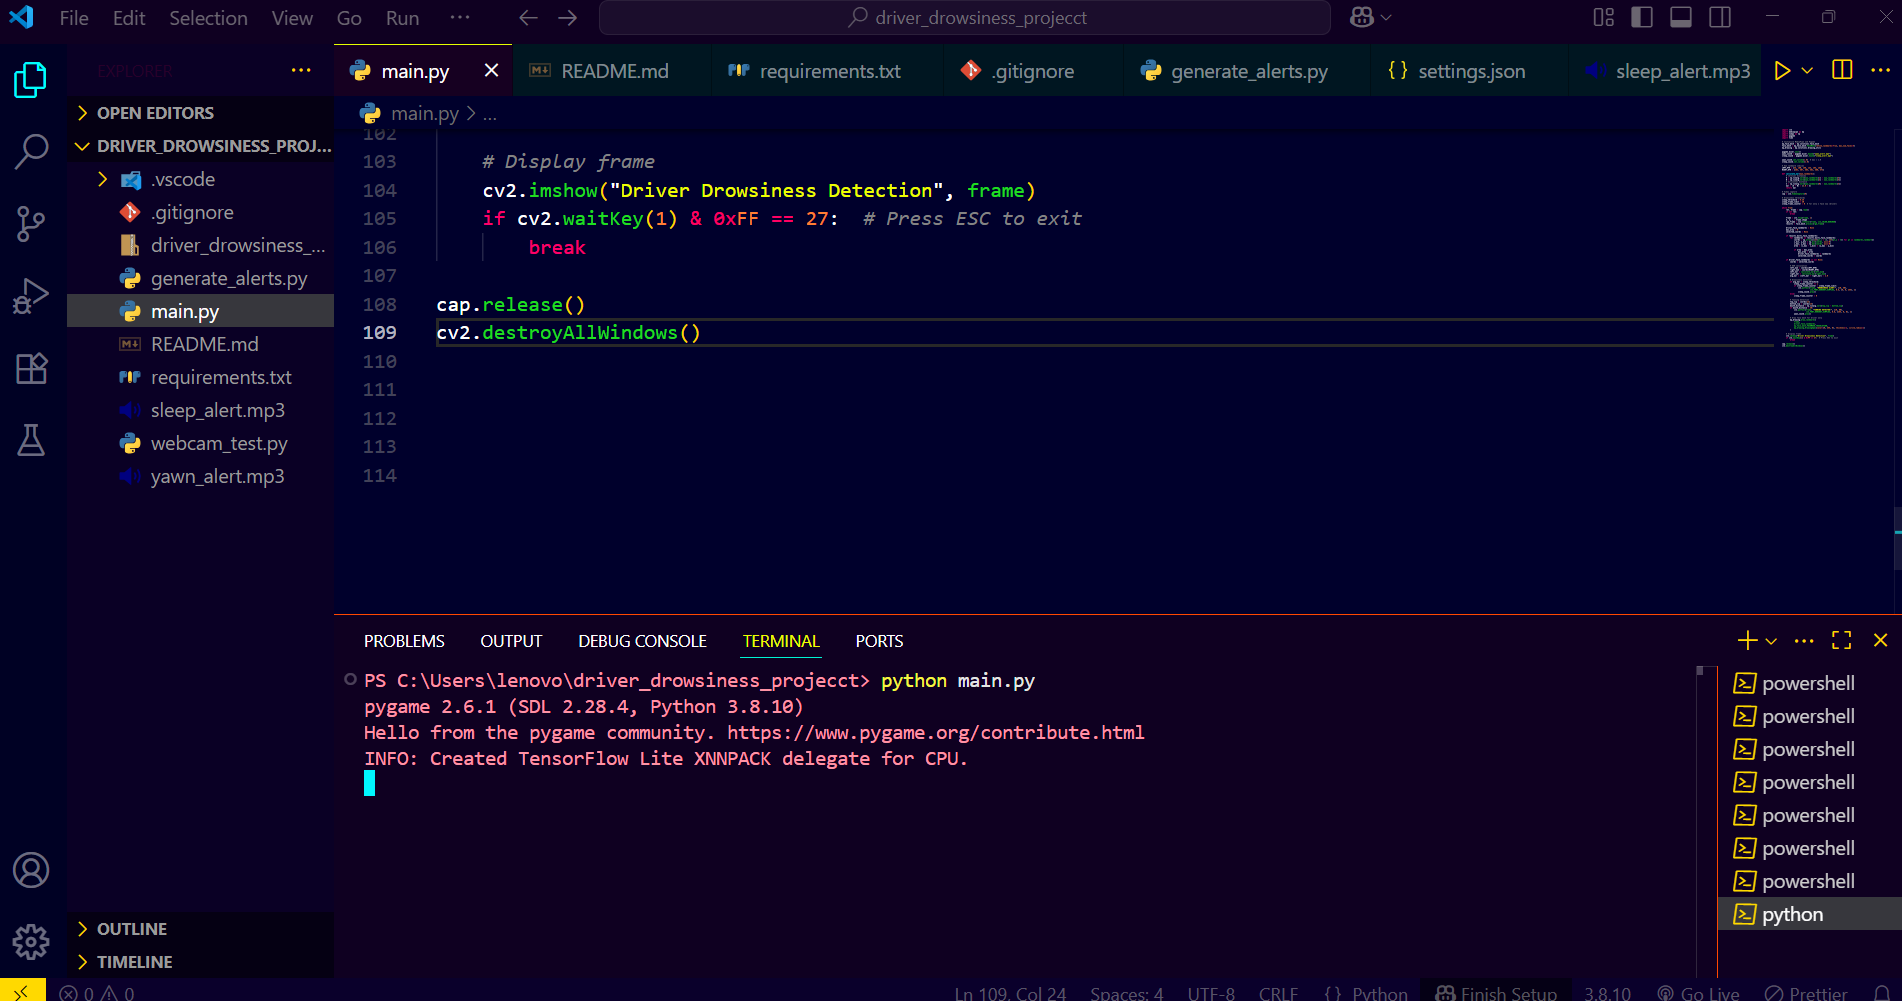 File Edit Selection View Go Run ··· driver_drowsiness_projecct
EXPLORER ···
main.py README.md requirements.txt .gitignore generate_alerts.py {} settings.json sleep_alert.mp3
main.py > ...
OPEN EDITORS
DRIVER_DROWSINESS_PROJ...
.vscode
.gitignore
driver_drowsiness_...
generate_alerts.py
main.py
README.md
requirements.txt
sleep_alert.mp3
webcam_test.py
yawn_alert.mp3
OUTLINE
TIMELINE
102
103 # Display frame
104 cv2.imshow("Driver Drowsiness Detection", frame)
105 if cv2.waitKey(1) & 0xFF == 27:  # Press ESC to exit
106 break
107
108 cap.release()
109 cv2.destroyAllWindows()
110
111
112
113
114
PROBLEMS OUTPUT DEBUG CONSOLE TERMINAL PORTS
PS C:\Users\lenovo\driver_drowsiness_projecct> python main.py
pygame 2.6.1 (SDL 2.28.4, Python 3.8.10)
Hello from the pygame community. https://www.pygame.org/contribute.html
INFO: Created TensorFlow Lite XNNPACK delegate for CPU.
powershell
powershell
powershell
powershell
powershell
powershell
powershell
python
0 0 Ln 109, Col 24 Spaces: 4 UTF-8 CRLF {} Python Finish Setup 3.8.10 Go Live Prettier